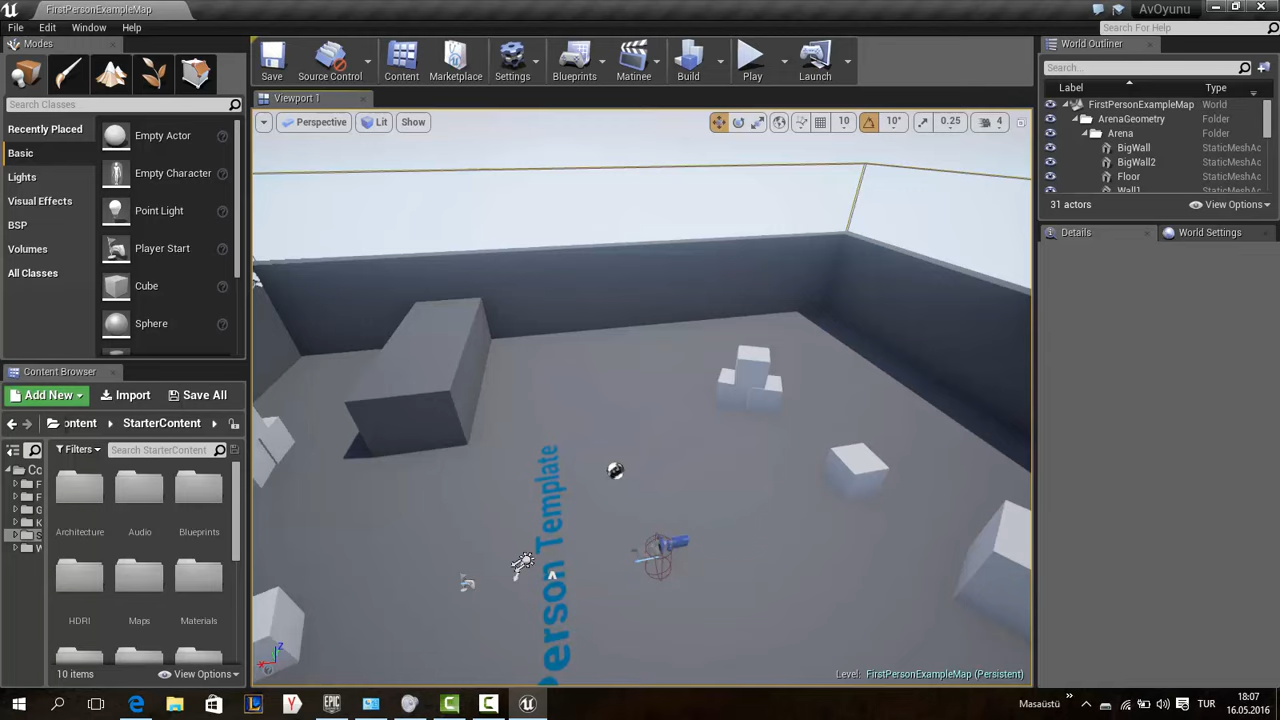 FirstPersonExampleMap
AvOyunu
File
Edit
Window
Help
Search For Help
Modes
Save
Source Control
Content
Marketplace
Settings
Blueprints
Matinee
Build
Play
Launch
World Outliner
Search...
Label
Type
FirstPersonExampleMap World
ArenaGeometry Folder
Arena Folder
BigWall StaticMeshAc
BigWall2 StaticMeshAc
Floor StaticMeshAc
Wall1 StaticMeshAc
31 actors
View Options
Search Classes
Viewport 1
Perspective
Lit
Show
10
10°
0.25
4
Recently Placed
Basic
Lights
Visual Effects
BSP
Volumes
All Classes
Empty Actor
Empty Character
Point Light
Player Start
Cube
Sphere
Details
World Settings
Content Browser
Add New
Import
Save All
ontent
StarterContent
Filters
Search StarterContent
Co
F
F
G
K
S
W
Architecture
Audio
Blueprints
HDRI
Maps
Materials
10 items
View Options
Person Template
z
x
Level: FirstPersonExampleMap (Persistent)
EPIC
Masaüstü
TUR
18:07
16.05.2016